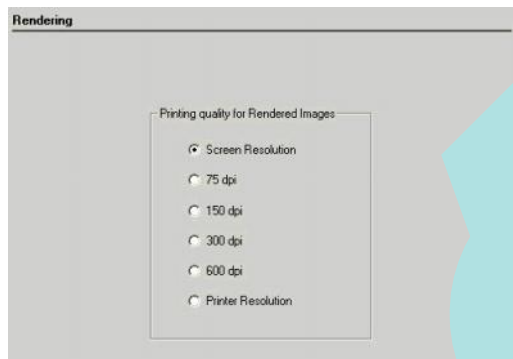 Rendering
Printing quality for Rendered Images
Screen Resolution
75 dpi
150 dpi
300 dpi
600 dpi
Printer Resolution